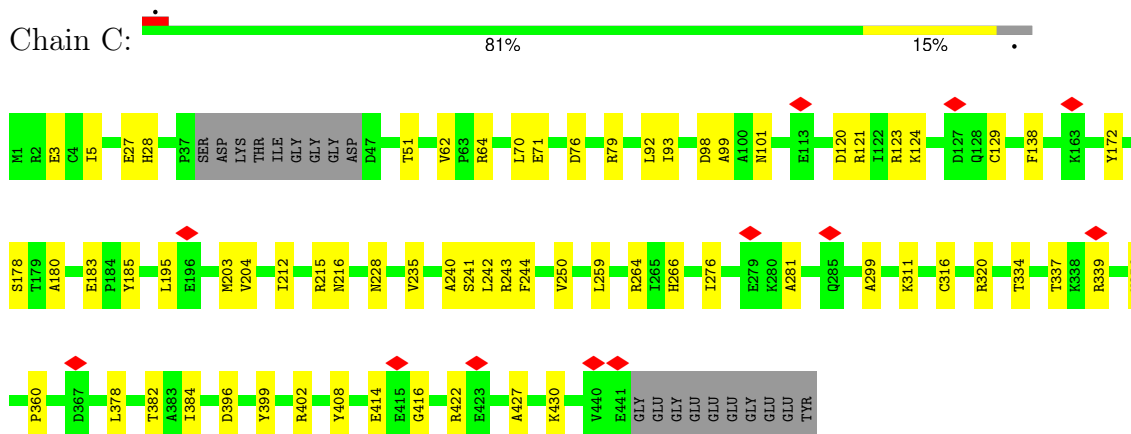 Chain C:
81% 15%
M1 R2 E3 C4 I5 E27 H28 P37 SER ASP LYS THR ILE GLY GLY GLY ASP D47 T51 V62 P63 R64 L70 E71 D76 R79 L92 I93 D98 A99 A100 N101 E113 D120 R121 I122 R123 K124 D127 Q128 C129 F138 K163 Y172
S178 T179 A180 E183 P184 Y185 L195 E196 M203 V204 I212 R215 N216 N228 V235 A240 S241 L242 R243 F244 V250 L259 R264 I265 H266 I276 E279 K280 A281 Q285 A299 K311 C316 R320 T334 T337 K338 R339
P360 D367 L378 T382 A383 I384 D396 Y399 R402 Y408 E414 E415 G416 R422 E423 A427 K430 V440 E441 GLY GLU GLY GLU GLU GLU GLY GLU GLU TYR